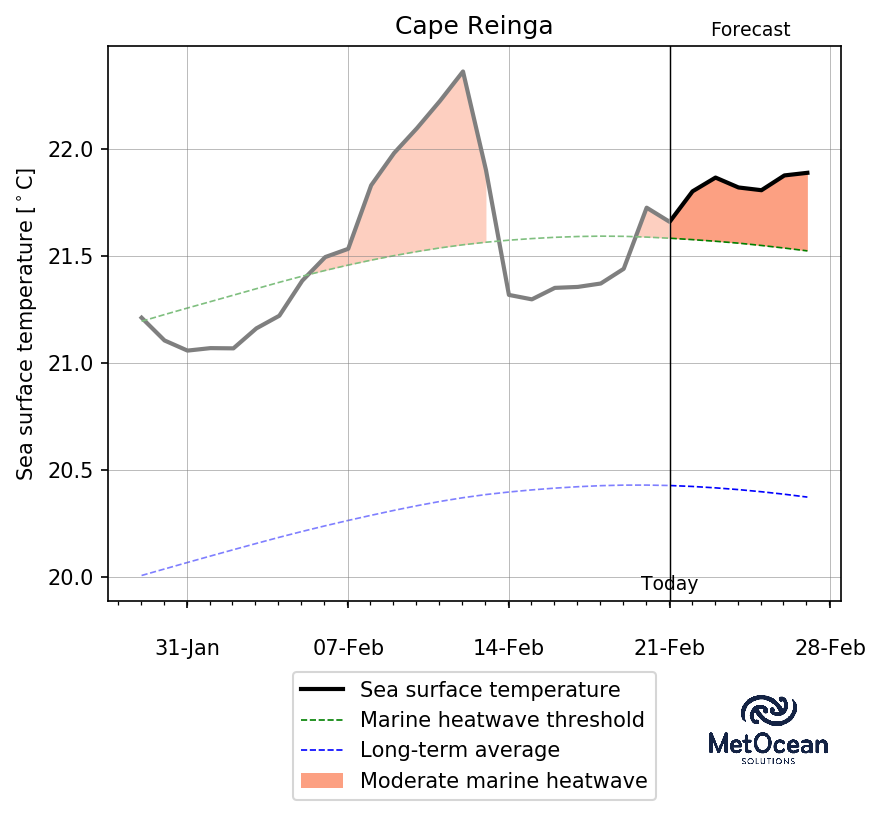 Cape Reinga
Forecast
Sea surface temperature [°C]
22.0
21.5
21.0
20.5
20.0
Today
31-Jan
07-Feb
14-Feb
21-Feb
28-Feb
Sea surface temperature
Marine heatwave threshold
Long-term average
Moderate marine heatwave
MetOcean
SOLUTIONS